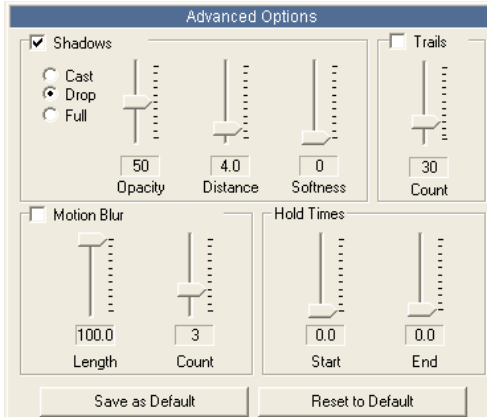 Advanced Options
Shadows
Cast
Drop
Full
50
Opacity
4.0
Distance
0
Softness
Trails
30
Count
Motion Blur
100.0
Length
3
Count
Hold Times
0.0
Start
0.0
End
Save as Default
Reset to Default